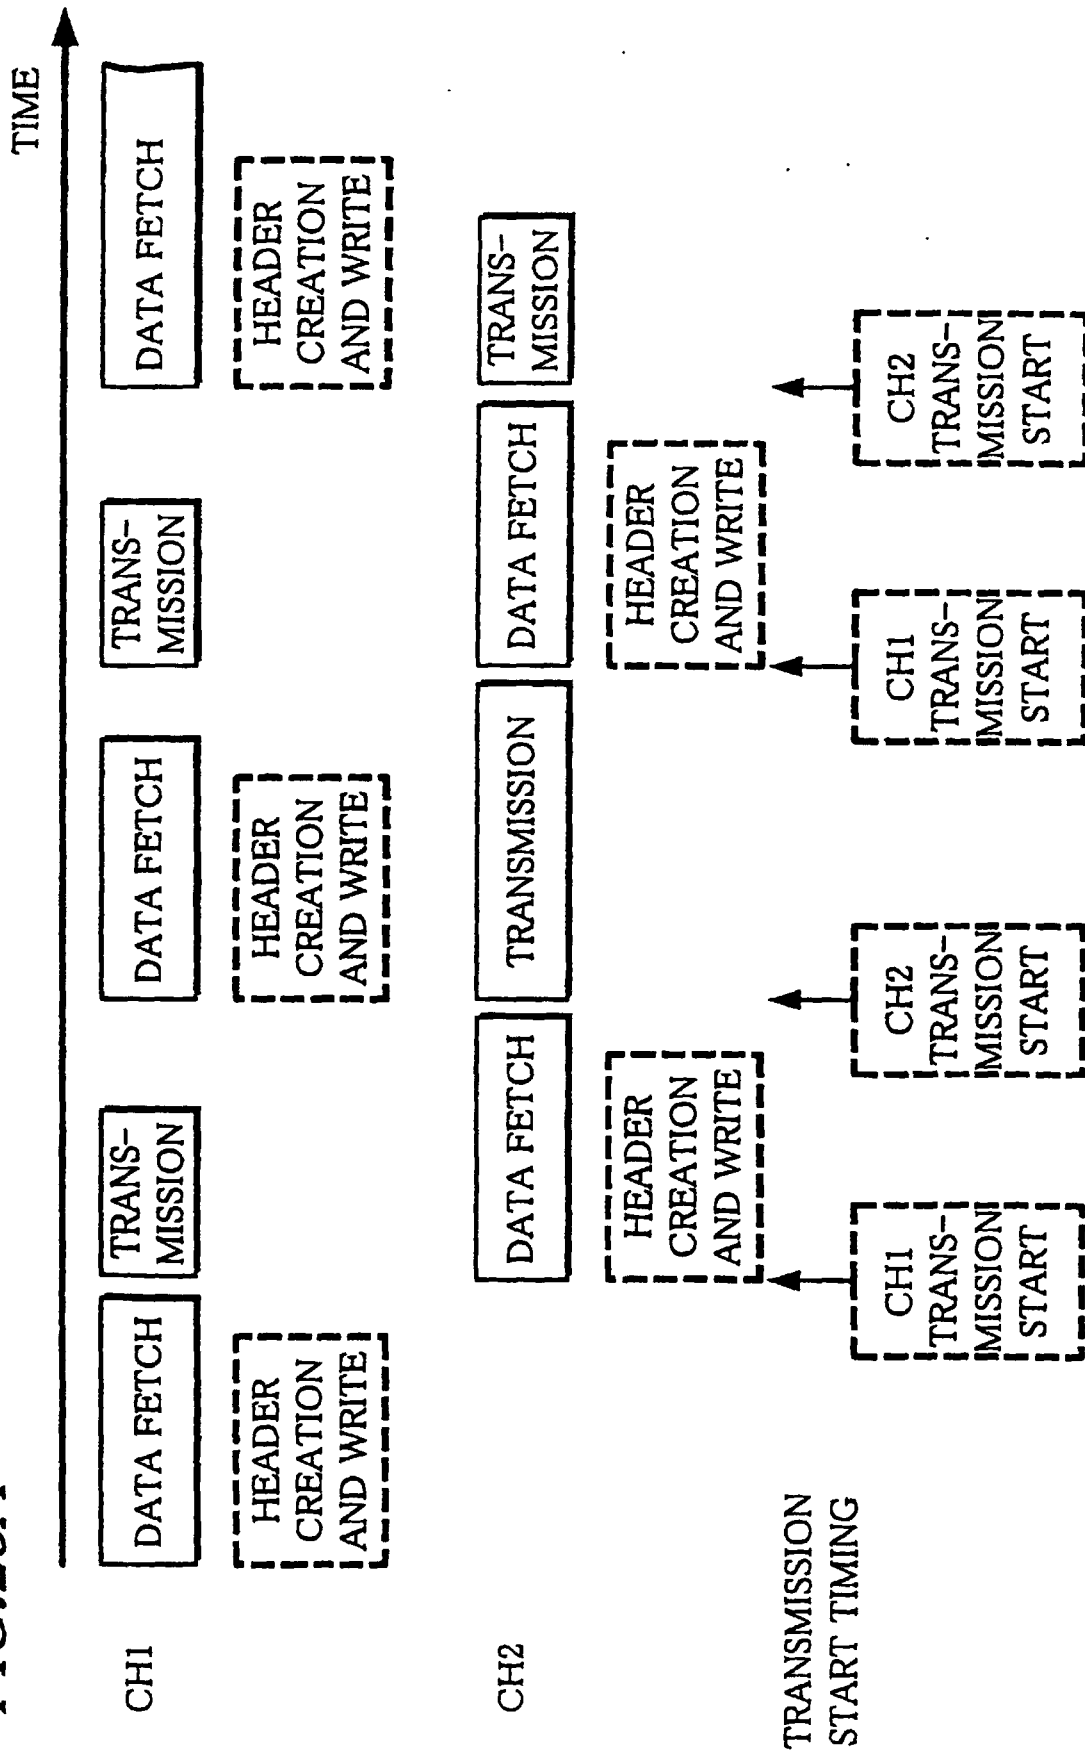 TIME
CH1
DATA FETCH
TRANS-
MISSION
DATA FETCH
TRANS-
MISSION
DATA FETCH
HEADER
CREATION
AND WRITE
HEADER
CREATION
AND WRITE
HEADER
CREATION
AND WRITE
CH2
DATA FETCH
TRANSMISSION
DATA FETCH
TRANS-
MISSION
HEADER
CREATION
AND WRITE
HEADER
CREATION
AND WRITE
TRANSMISSION
START TIMING
CH1
TRANS-
MISSION
START
CH2
TRANS-
MISSION
START
CH1
TRANS-
MISSION
START
CH2
TRANS-
MISSION
START